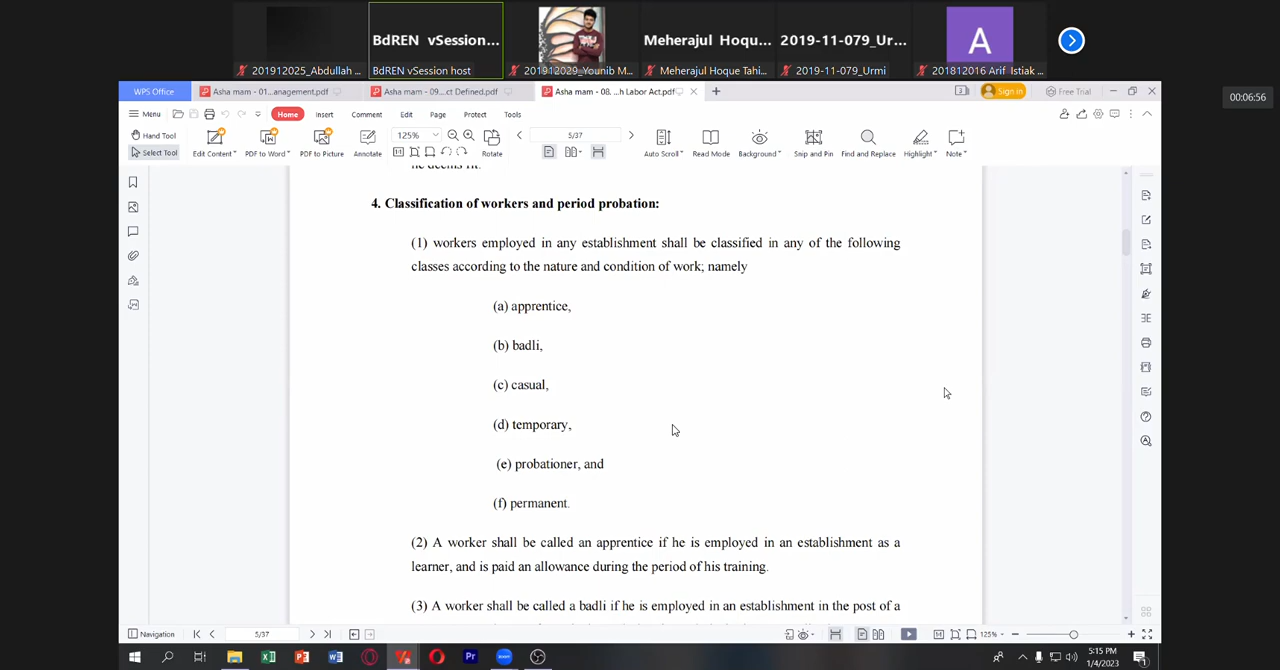 BdREN vSession...
Meherajul Hoqu...
2019-11-079_Ur...
A
201912025_Abdullah ...
BdREN vSession host
201912029_Younib M...
Meherajul Hoque Tahi...
2019-11-079_Urmi
201812016 Arif Istiak ...
00:06:56
WPS Office
Asha mam - 01...anagement.pdf
Asha mam - 09....ct Defined.pdf
Asha mam - 08. ...h Labor Act.pdf
Sign in
Menu
Home
Insert
Comment
Edit
Page
Protect
Tools
Free Trial
Hand Tool
Select Tool
Edit Content
PDF to Word
PDF to Picture
Annotate
125%
Rotate
5/37
Auto Scroll
Read Mode
Background
Snip and Pin
Find and Replace
Highlight
Note
he deems fit.
4. Classification of workers and period probation:
(1) workers employed in any establishment shall be classified in any of the following
classes according to the nature and condition of work; namely
(a) apprentice,
(b) badli,
(c) casual,
(d) temporary,
(e) probationer, and
(f) permanent.
(2) A worker shall be called an apprentice if he is employed in an establishment as a
learner, and is paid an allowance during the period of his training.
(3) A worker shall be called a badli if he is employed in an establishment in the post of a
Navigation
5/37
125%
5:15 PM
1/4/2023